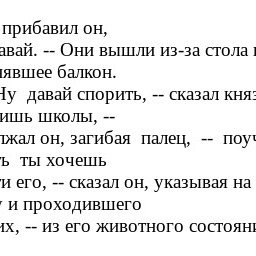 прибавил он,
авай. -- Они вышли из-за стола
явшее балкон.
Ну  давай спорить, -- сказал княз
ишь школы, --
жал он, загибая  палец,  --  поуч
ь  ты хочешь
и его, -- сказал он, указывая на
и проходившего
их, -- из его животного состояни